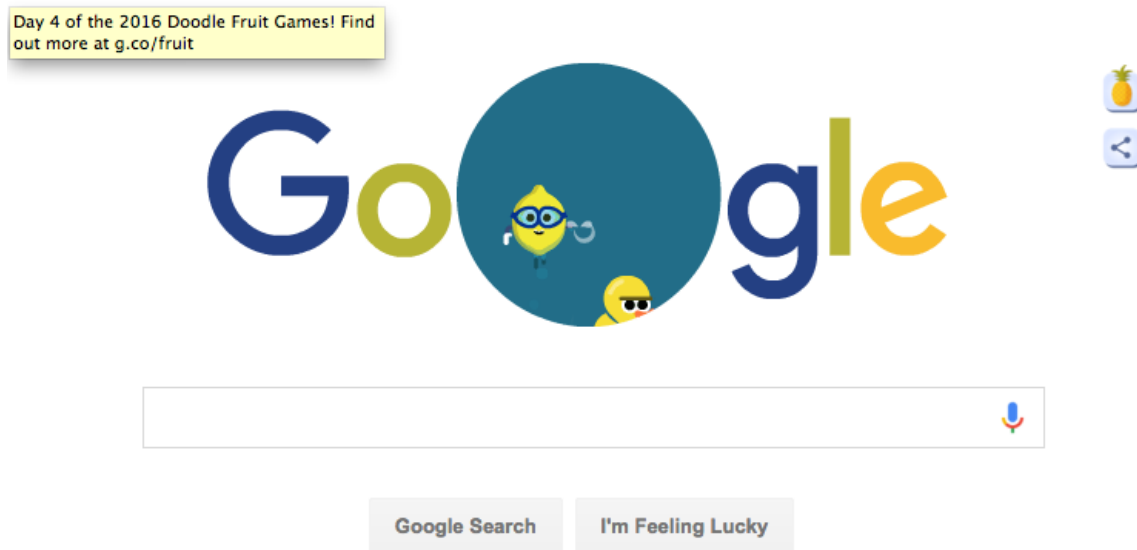 Day 4 of the 2016 Doodle Fruit Games! Find
out more at g.co/fruit
Google
Google Search
I'm Feeling Lucky